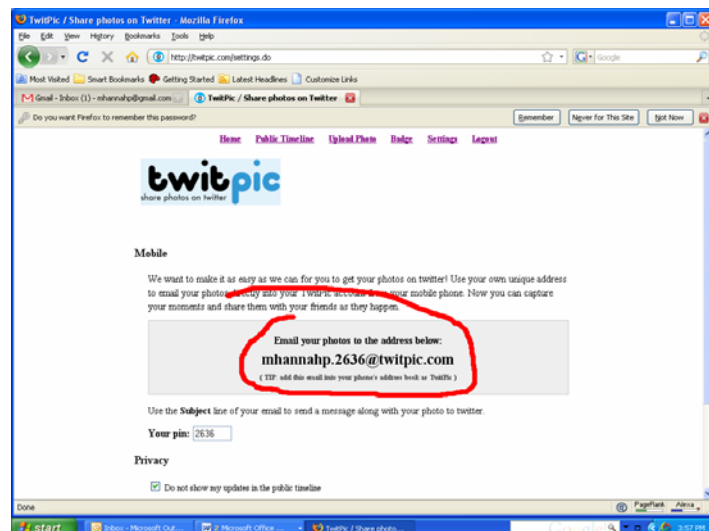 TwitPic / Share photos on Twitter - Mozilla Firefox
File Edit View History Bookmarks Tools Help
http://twitpic.com/settings.do
Google
Most Visited Smart Bookmarks Getting Started Latest Headlines Customize Links
Gmail - Inbox (1) - mhannahp@gmail.com
TwitPic / Share photos on Twitter
Do you want Firefox to remember this password?
Remember Never for This Site Not Now
Home Public Timeline Upload Photo Badge Settings Logout
twitpic
share photos on twitter
Mobile
We want to make it as easy as we can for you to get your photos on twitter! Use your own unique address
to email your photos directly into your TwitPic account from your mobile phone. Now you can capture
your moments and share them with your friends as they happen.
Email your photos to the address below:
mhannahp.2636@twitpic.com
( TIP: add this email into your phone's address book as TwitPic )
Use the Subject line of your email to send a message along with your photo to twitter.
Your pin: 2636
Privacy
Do not show my updates in the public timeline
Done
PageRank Alexa
start Inbox - Microsoft Out... 2 Microsoft Office ... TwitPic / Share photo... 2:57 PM